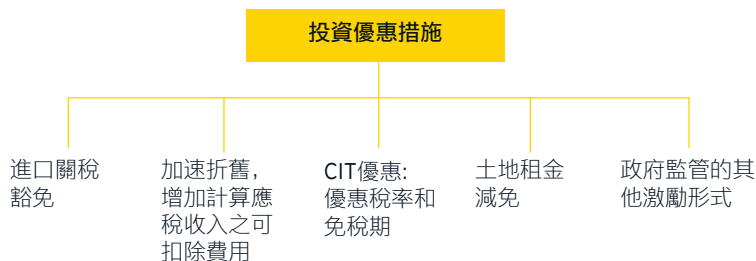 投資優惠措施
進口關稅
豁免
加速折舊，
增加計算應
稅收入之可
扣除費用
CIT優惠:
優惠稅率和
免稅期
土地租金
減免
政府監管的其
他激勵形式